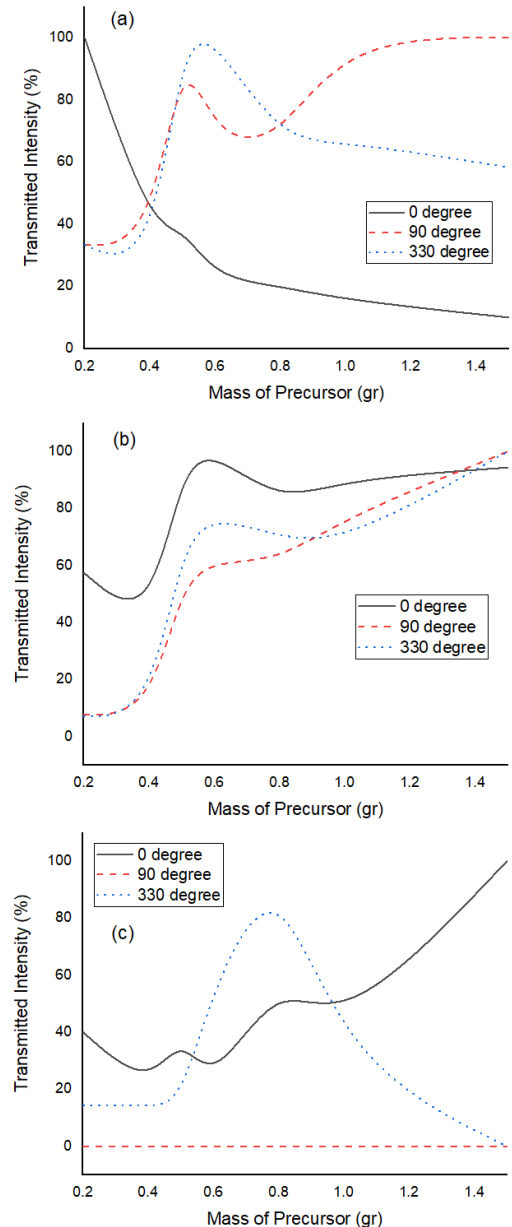 (a)
100
80
60
40
20
0
Transmitted Intensity (%)
0 degree
90 degree
330 degree
0.2 0.4 0.6 0.8 1.0 1.2 1.4
Mass of Precursor (gr)
(b)
100
80
60
40
20
0
Transmitted Intensity (%)
0 degree
90 degree
330 degree
0.2 0.4 0.6 0.8 1.0 1.2 1.4
Mass of Precursor (gr)
0 degree
90 degree
330 degree
(c)
100
80
60
40
20
0
Transmitted Intensity (%)
0.2 0.4 0.6 0.8 1.0 1.2 1.4
Mass of Precursor (gr)